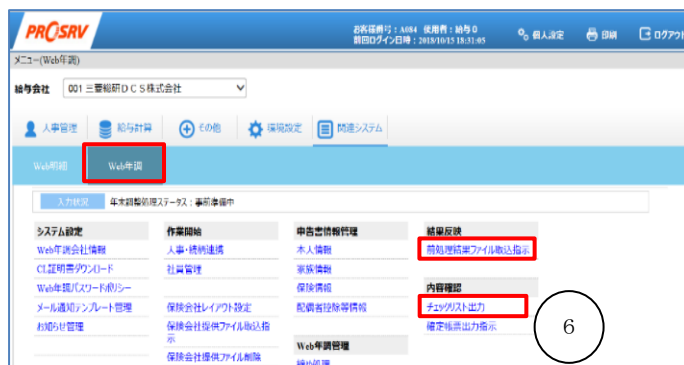 PROSRV
お客様番号：A084 使用者：給与０
前回ログイン日時：2018/10/15 18:31:05
個人設定 印刷 ログアウト
メニュー(Web年調)
給与会社 001 三菱総研ＤＣＳ株式会社
人事管理 給与計算 その他 環境設定 関連システム
Web明細 Web年調
入力状況 年末調整処理ステータス：事前準備中
システム設定 作業開始 申告書情報管理 結果反映
Web年調会社情報 人事・続柄連携 本人情報 前処理結果ファイル取込指示
CL証明書ダウンロード 社員管理 家族情報
Web年調パスワードポリシー 保険情報 内容確認
メール通知テンプレート管理 保険会社レイアウト設定 配偶者控除等情報 チェックリスト出力
お知らせ管理 保険会社提供ファイル取込指示 確定帳票出力指示
6
Web年調管理
保険会社提供ファイル削除
締め処理